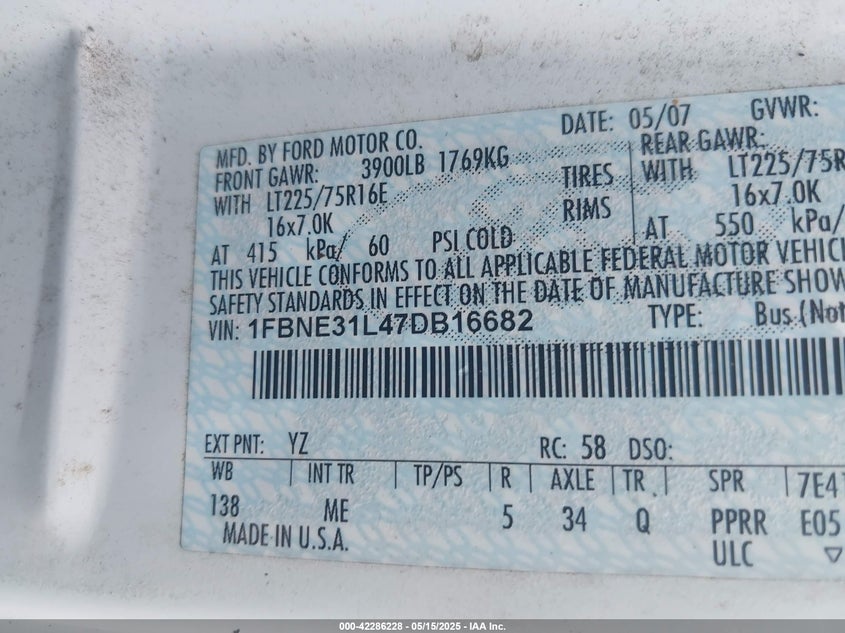 MFD. BY FORD MOTOR CO. DATE: 05/07 GVWR:
FRONT GAWR: 3900LB 1769KG REAR GAWR:
WITH LT225/75R16E TIRES WITH LT225/75R
16x7.0K RIMS 16x7.0K
AT 415 kPa/ 60 PSI COLD AT 550 kPa/
THIS VEHICLE CONFORMS TO ALL APPLICABLE FEDERAL MOTOR VEHICL
SAFETY STANDARDS IN EFFECT ON THE DATE OF MANUFACTURE SHOW
VIN: 1FBNE31L47DB16682 TYPE: Bus (Not
EXT PNT: YZ RC: 58 DSO:
WB INT TR TP/PS R AXLE TR SPR 7E4
138 ME 5 34 Q PPRR E05
MADE IN U.S.A. ULC
000-42286228 - 05/15/2025 - IAA Inc.